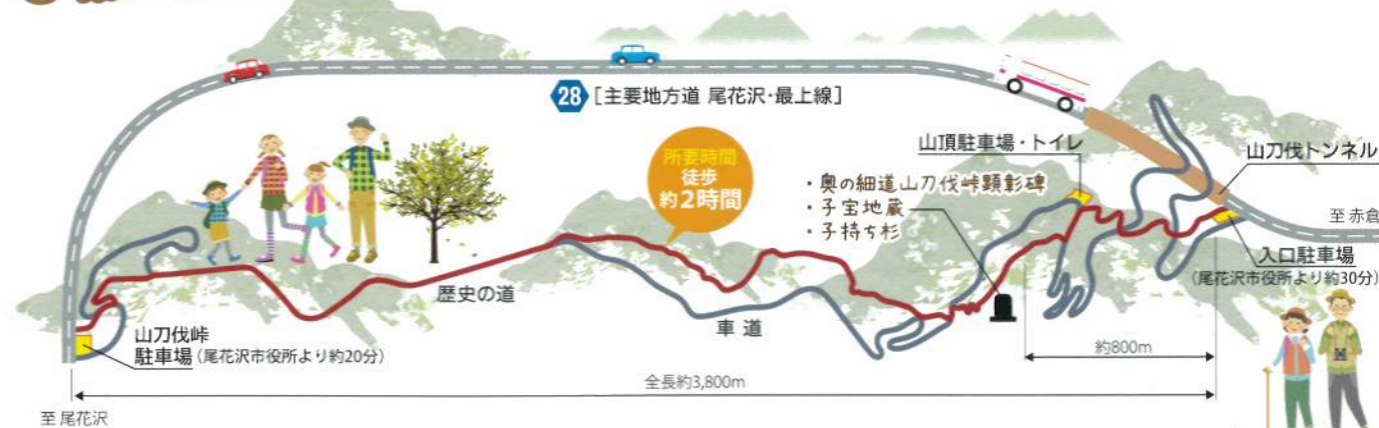 28 [主要地方道 尾花沢・最上線]
所要時間
徒歩
約2時間
山頂駐車場・トイレ
山刀伐トンネル
・奥の細道山刀伐峠顕彰碑
・子宝地蔵
・子持ち杉
至 赤倉
入口駐車場
(尾花沢市役所より約30分)
歴史の道
車道
山刀伐峠
駐車場 (尾花沢市役所より約20分)
約800m
全長約3,800m
至 尾花沢